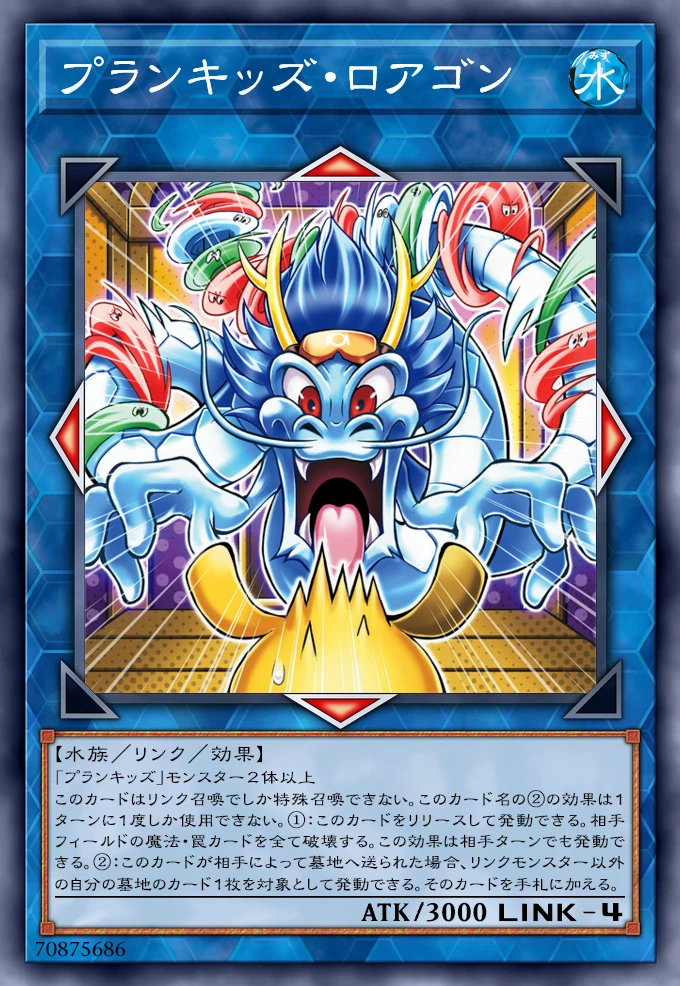 プランキッズ・ロアゴン
みず
水
【水族／リンク／効果】
「プランキッズ」モンスター２体以上
このカードはリンク召喚でしか特殊召喚できない。このカード名の②の効果は１
ターンに１度しか使用できない。①：このカードをリリースして発動できる。相手
フィールドの魔法・罠カードを全て破壊する。この効果は相手ターンでも発動で
きる。②：このカードが相手によって墓地へ送られた場合、リンクモンスター以外
の自分の墓地のカード１枚を対象として発動できる。そのカードを手札に加える。
ATK/3000 LINK-4
70875686